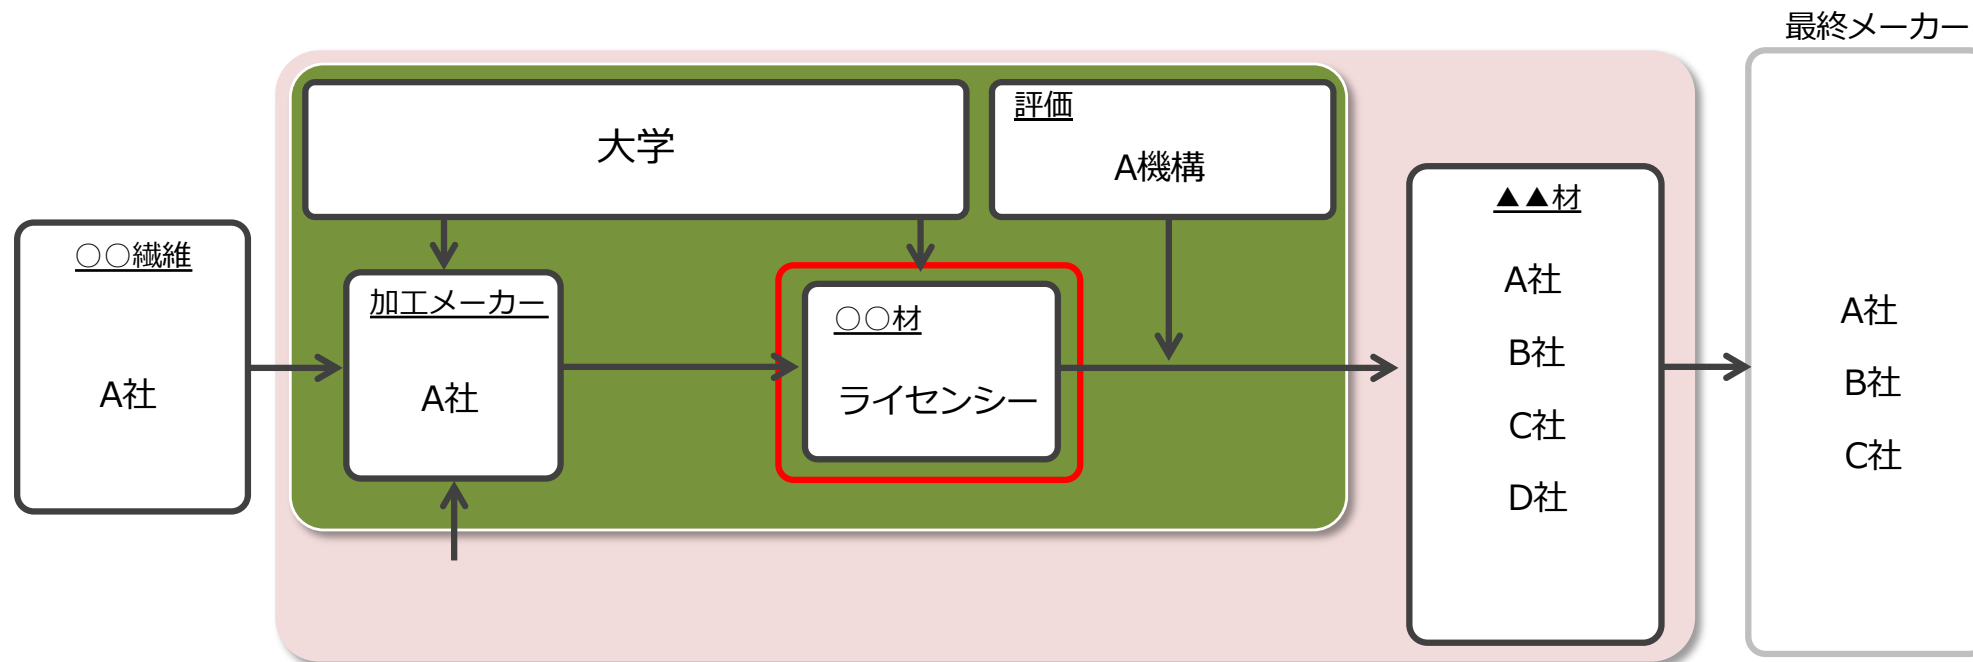 最終メーカー
大学
評価
A機構
○○繊維
A社
加工メーカー
A社
○○材
ライセンシー
▲▲材
A社
B社
C社
D社
A社
B社
C社